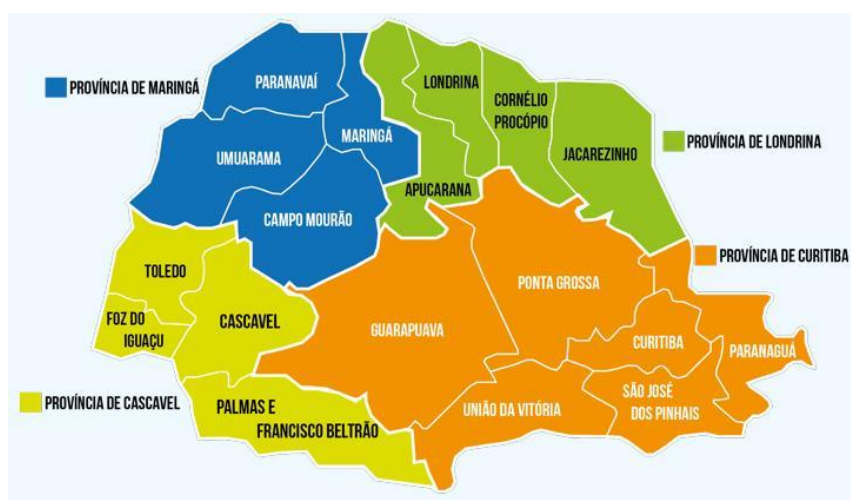 PARANAVAÍ
LONDRINA
PROVÍNCIA DE MARINGÁ
CORNÉLIO
PROCÓPIO
MARINGÁ
PROVÍNCIA DE LONDRINA
UMUARAMA
JACAREZINHO
APUCARANA
CAMPO MOURÃO
PROVÍNCIA DE CURITIBA
TOLEDO
PONTA GROSSA
FOZ DO
IGUAÇU
CASCAVEL
GUARAPUAVA
CURITIBA
PARANAGUÁ
PROVÍNCIA DE CASCAVEL
PALMAS E
FRANCISCO BELTRÃO
UNIÃO DA VITÓRIA
SÃO JOSÉ
DOS PINHAIS